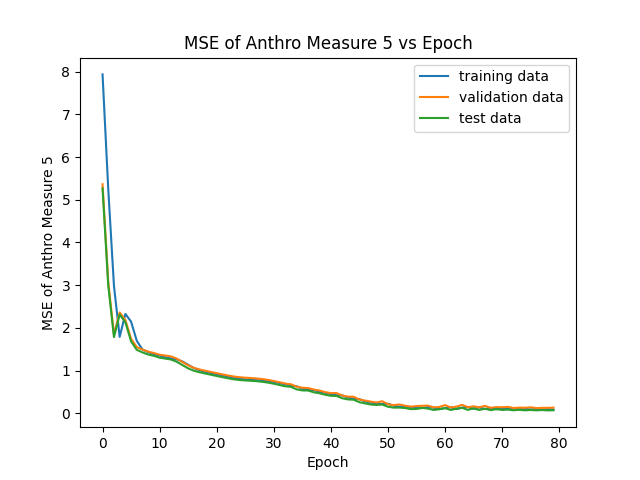 MSE of Anthro Measure 5 vs Epoch
training data
validation data
test data
MSE of Anthro Measure 5
8
7
6
5
4
3
2
1
0
0 10 20 30 40 50 60 70 80
Epoch